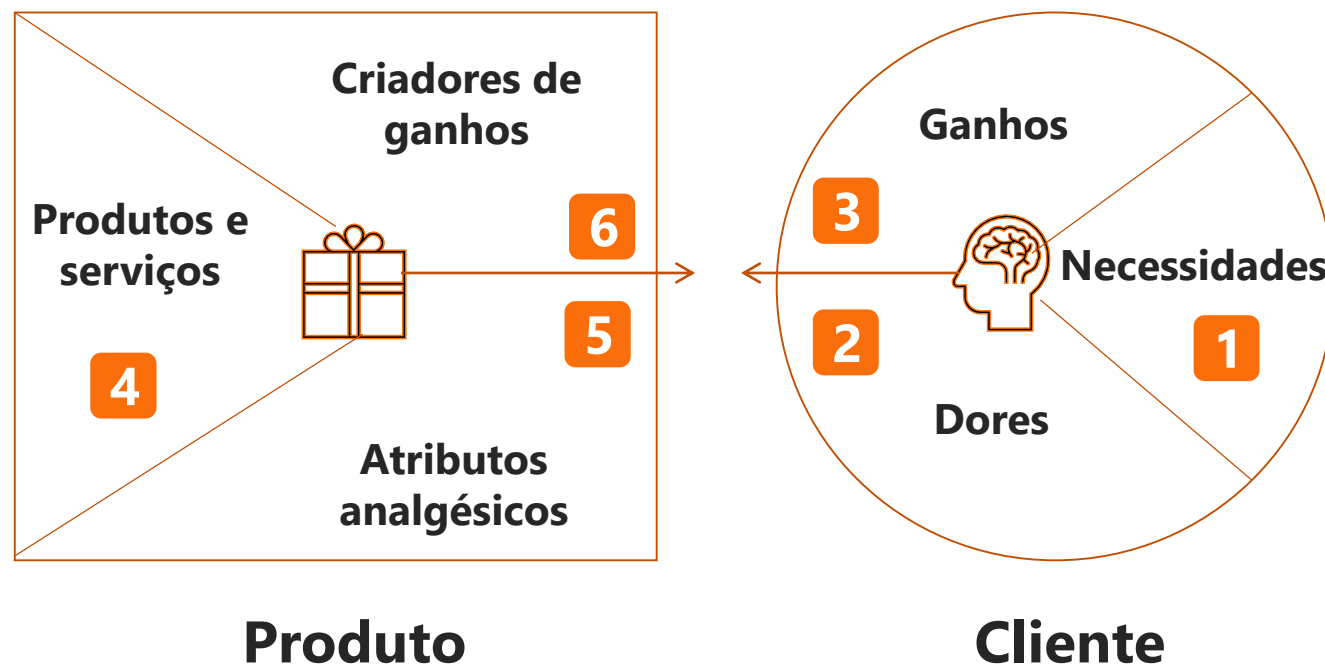 Criadores de
ganhos
Produtos e
serviços
6
5
4
Atributos
analgésicos
Produto
Ganhos
3
Necessidades
2
1
Dores
Cliente